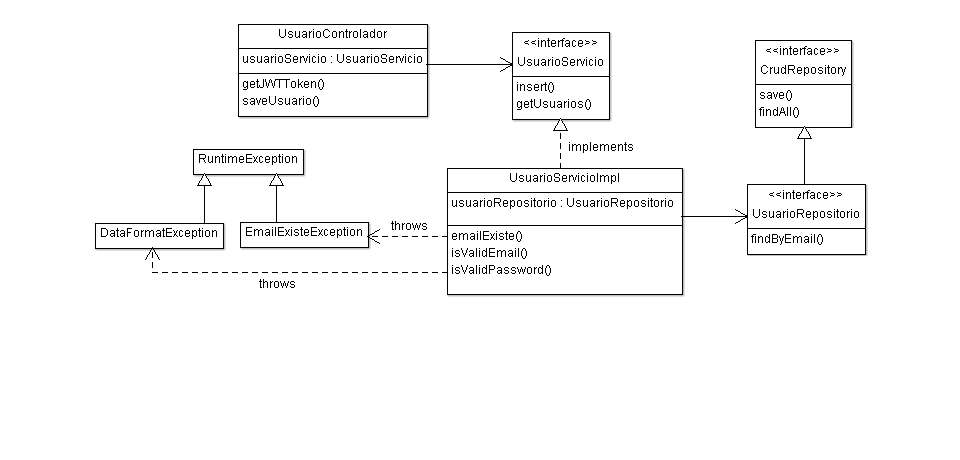 UsuarioControlador
usuarioServicio : UsuarioServicio
getJWTToken()
saveUsuario()
<<interface>>
UsuarioServicio
insert()
getUsuarios()
<<interface>>
CrudRepository
save()
findAll()
implements
RuntimeException
DataFormatException
EmailExisteException
throws
throws
UsuarioServicioImpl
usuarioRepositorio : UsuarioRepositorio
emailExiste()
isValidEmail()
isValidPassword()
<<interface>>
UsuarioRepositorio
findByEmail()